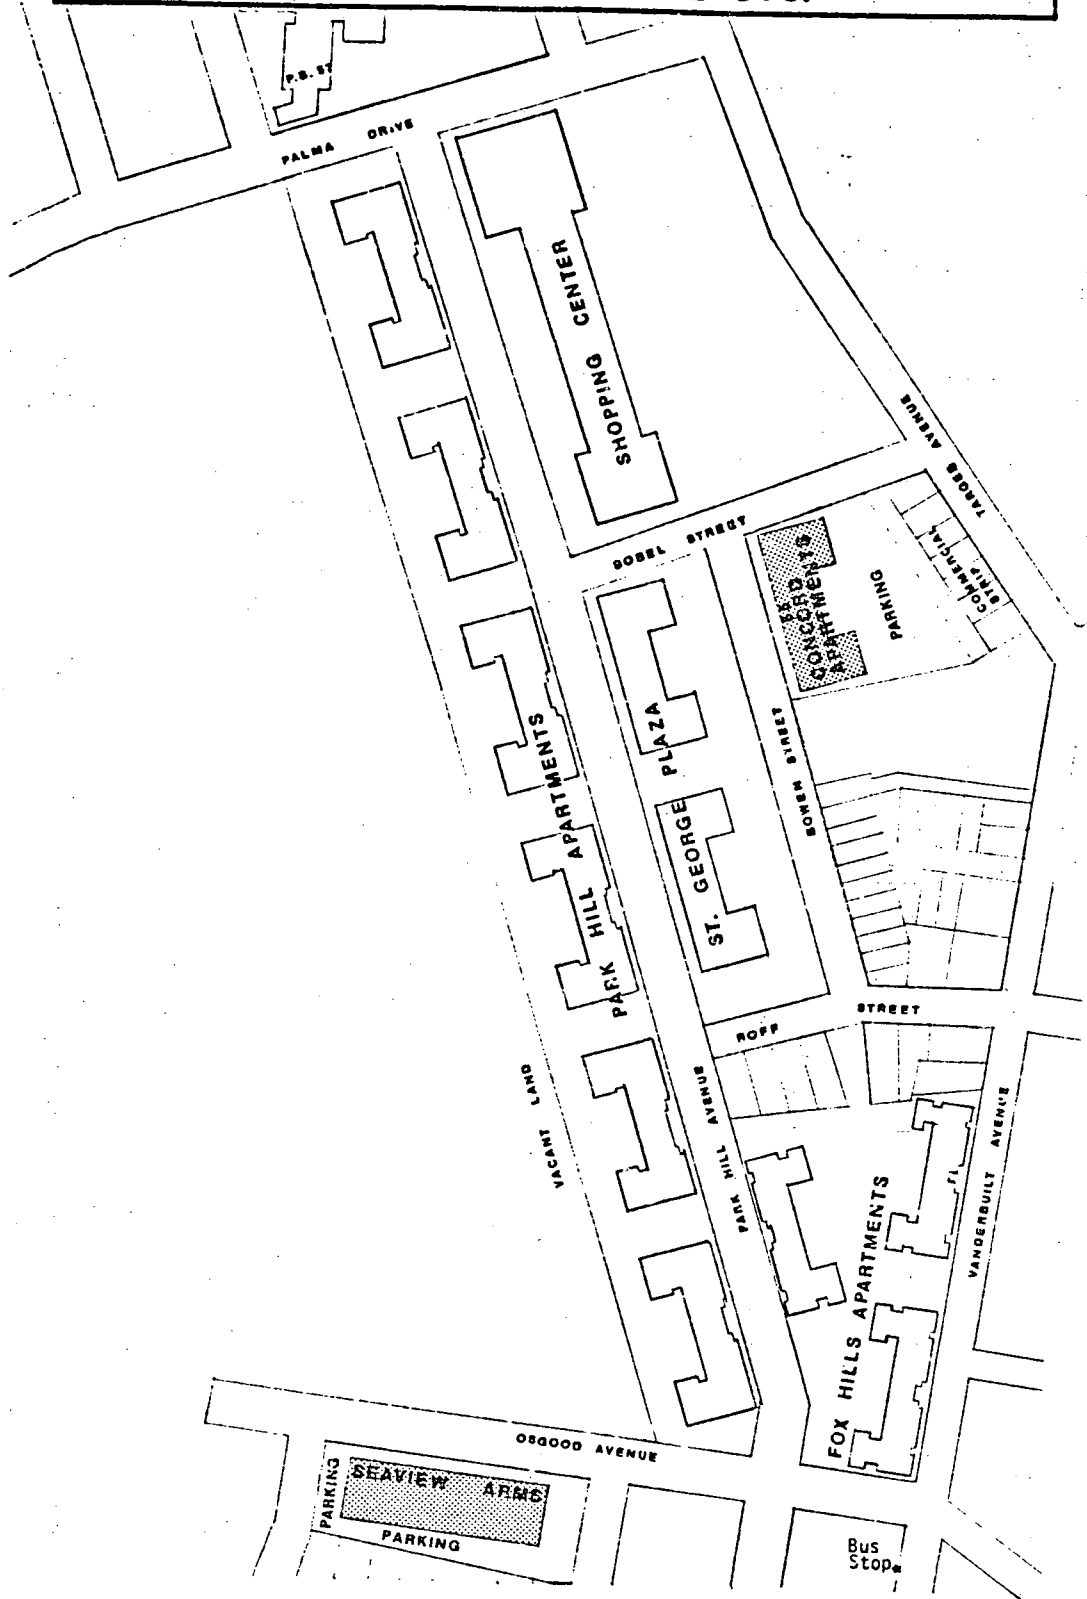 P.S. 57
PALMA DRIVE
SHOPPING CENTER
TARGEE AVENUE
SOBEL STREET
COMMERCIAL
STRIP
CONCORD
APARTMENTS
PARKING
PARK HILL APARTMENTS
ST. GEORGE PLAZA
BOWEN STREET
ROFF STREET
VACANT LAND
PARK HILL AVENUE
FOX HILLS APARTMENTS
VANDERBUILT AVENUE
OSGOOD AVENUE
PARKING
SEAVIEW ARMS
PARKING
Bus
Stop